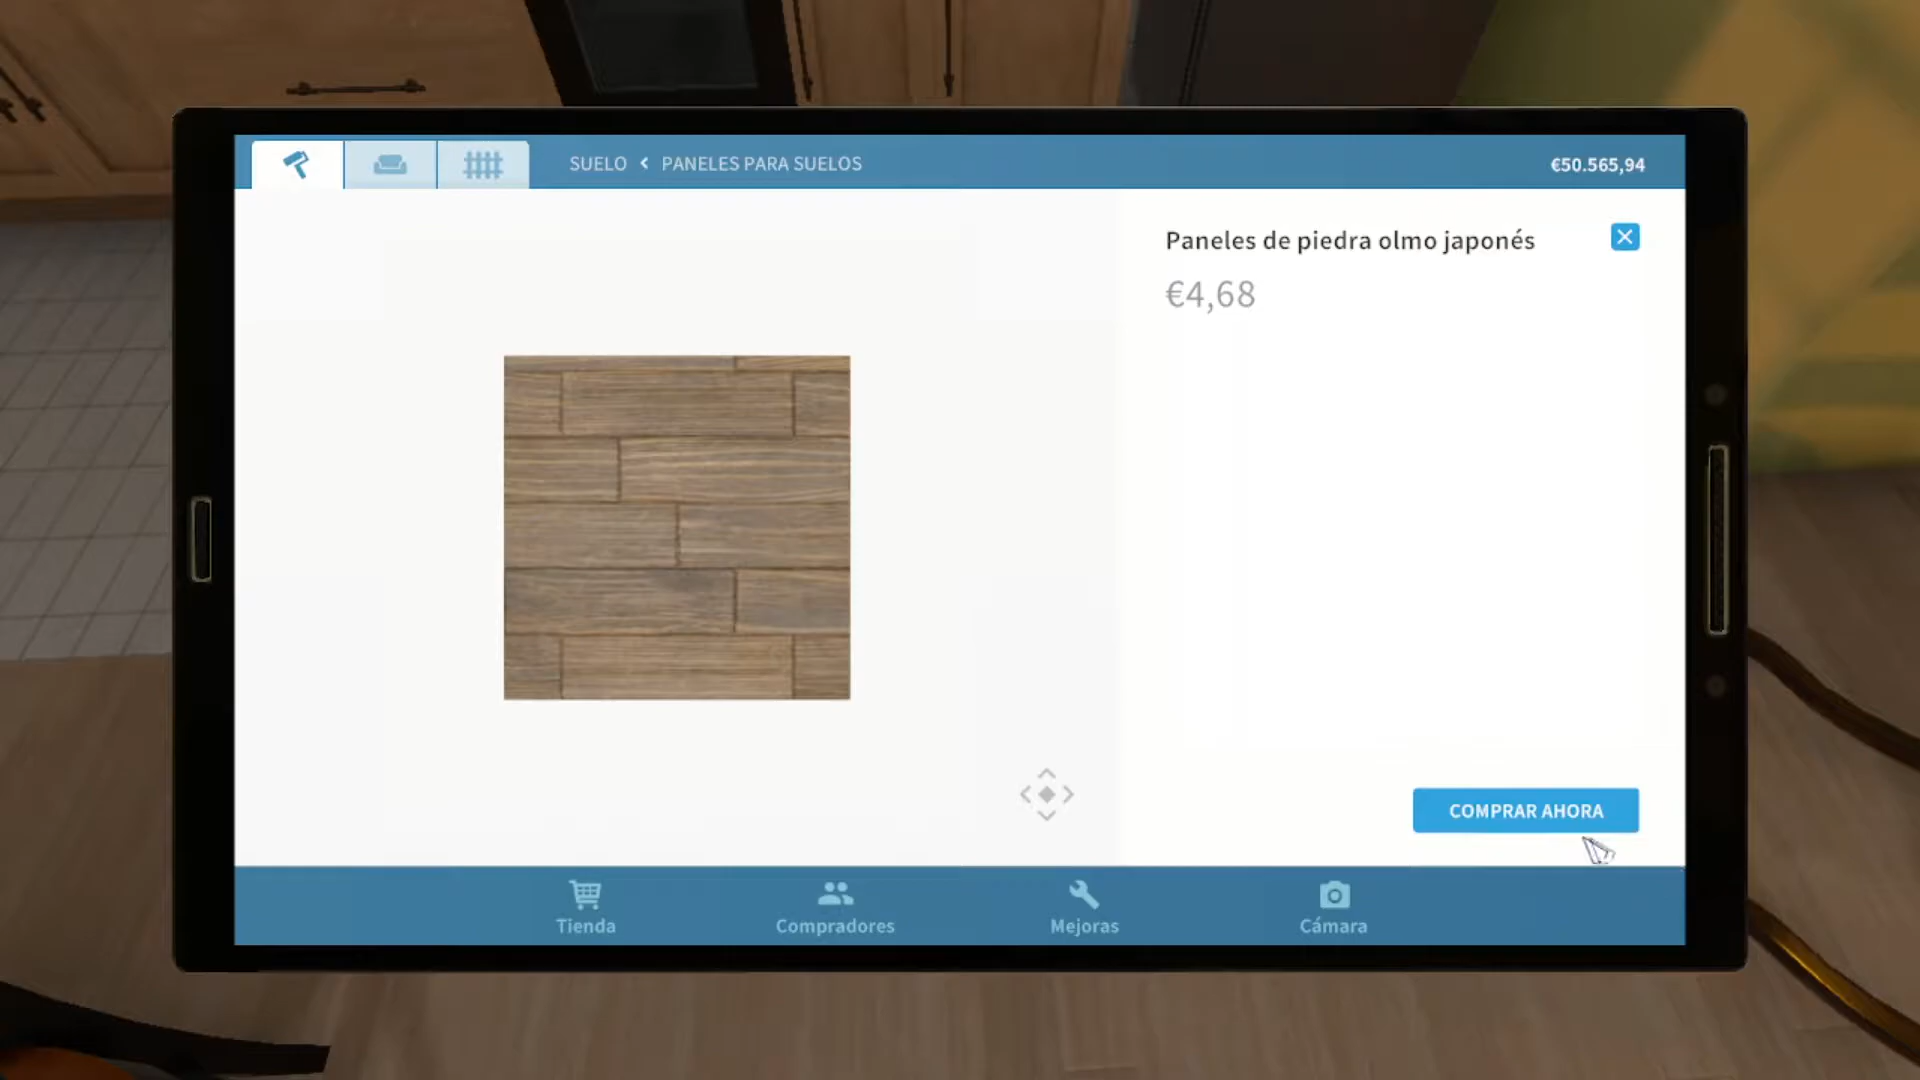 SUELO < PANELES PARA SUELOS
€50.565,94
Paneles de piedra olmo japonés
€4,68
COMPRAR AHORA
Tienda
Compradores
Mejoras
Cámara